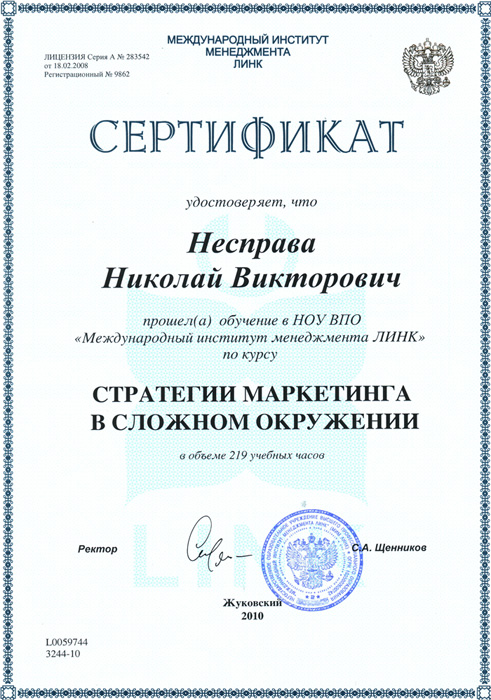 МЕЖДУНАРОДНЫЙ ИНСТИТУТ
МЕНЕДЖМЕНТА
ЛИНК
ЛИЦЕНЗИЯ Серия А № 283542
от 18.02.2008
Регистрационный № 9862
СЕРТИФИКАТ
удостоверяет, что
Несправа
Николай Викторович
прошел(а) обучение в НОУ ВПО
«Международный институт менеджмента ЛИНК»
по курсу
СТРАТЕГИИ МАРКЕТИНГА
В СЛОЖНОМ ОКРУЖЕНИИ
в объеме 219 учебных часов
Ректор
С.А. Щенников
LINK
Жуковский
2010
L0059744
3244-10